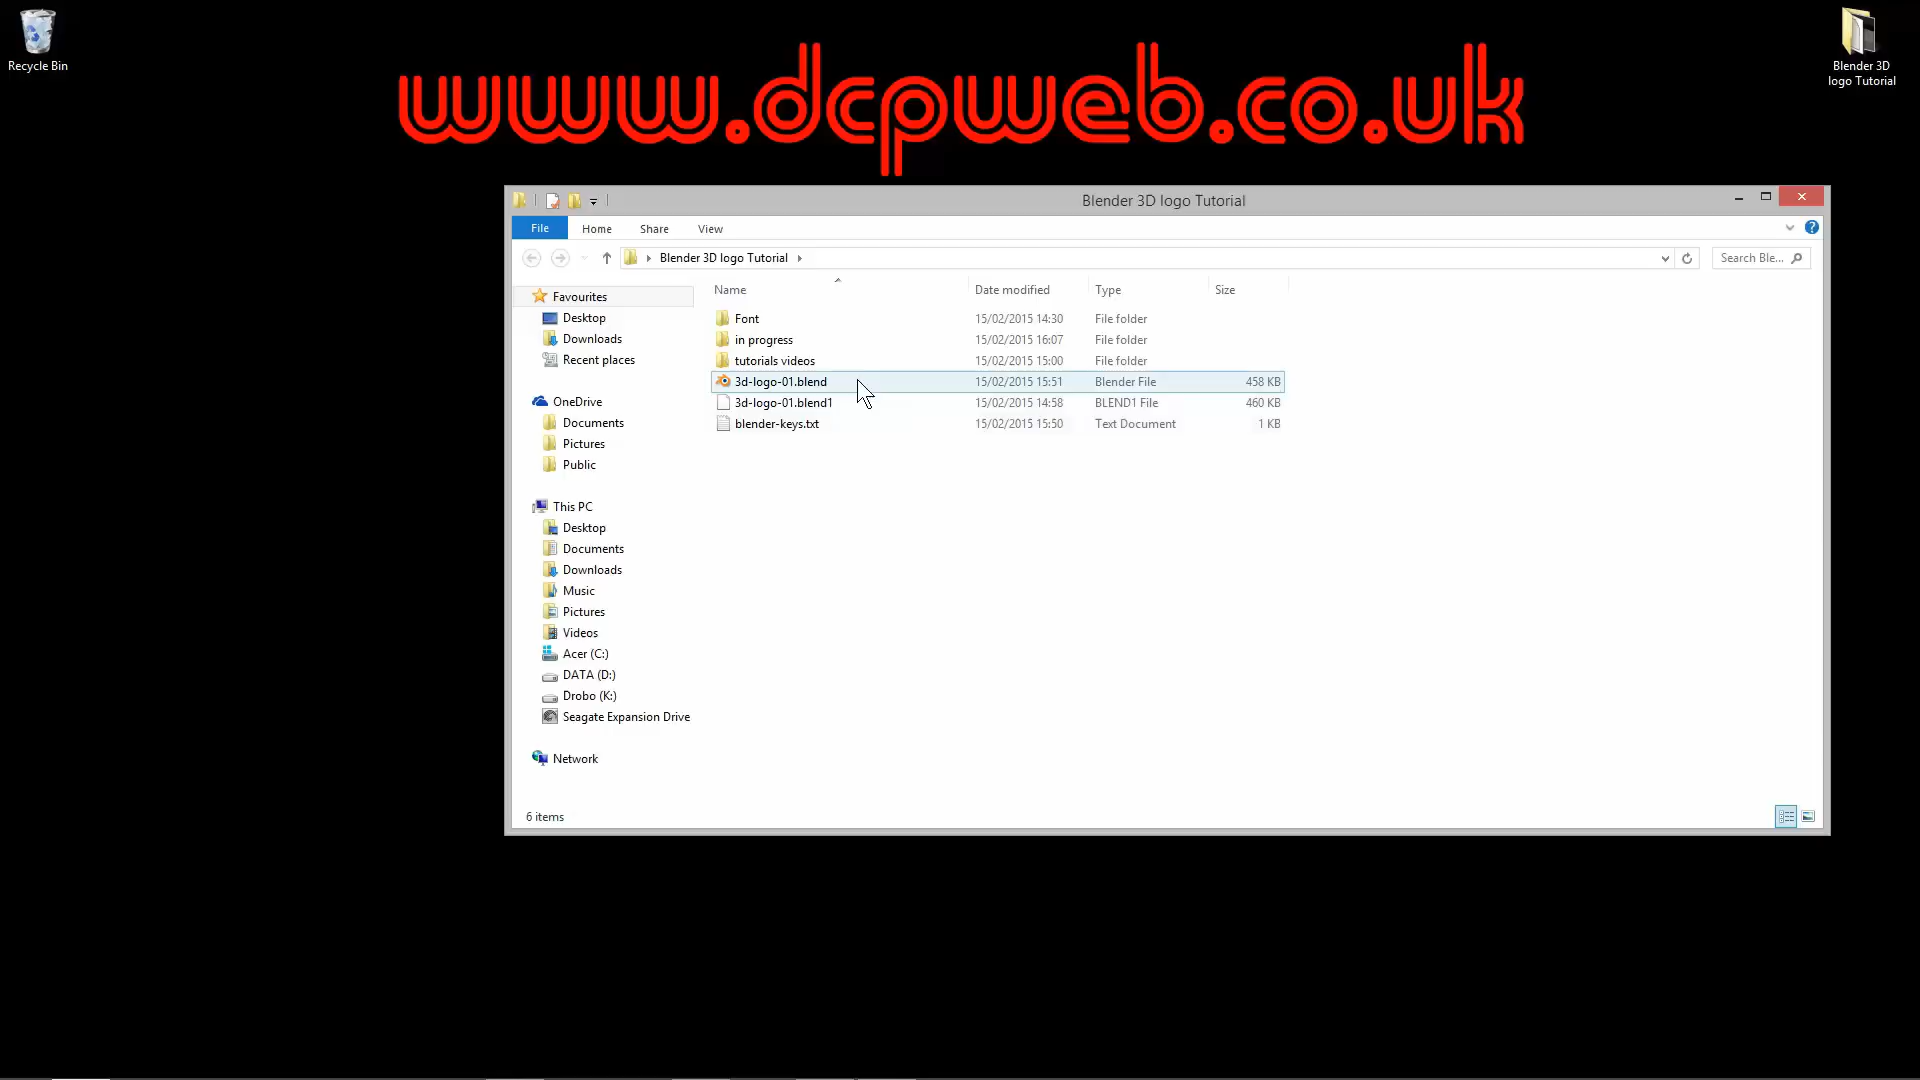 Recycle Bin
Blender 3D
logo Tutorial
www.dcpweb.co.uk
Blender 3D logo Tutorial
File Home Share View
Blender 3D logo Tutorial
Search Ble...
Name Date modified Type Size
Favourites
Desktop
Downloads
Recent places
OneDrive
Documents
Pictures
Public
This PC
Desktop
Documents
Downloads
Music
Pictures
Videos
Acer (C:)
DATA (D:)
Drobo (K:)
Seagate Expansion Drive
Network
Font 15/02/2015 14:30 File folder
in progress 15/02/2015 16:07 File folder
tutorials videos 15/02/2015 15:00 File folder
3d-logo-01.blend 15/02/2015 15:51 Blender File 458 KB
3d-logo-01.blend1 15/02/2015 14:58 BLEND1 File 460 KB
blender-keys.txt 15/02/2015 15:50 Text Document 1 KB
6 items